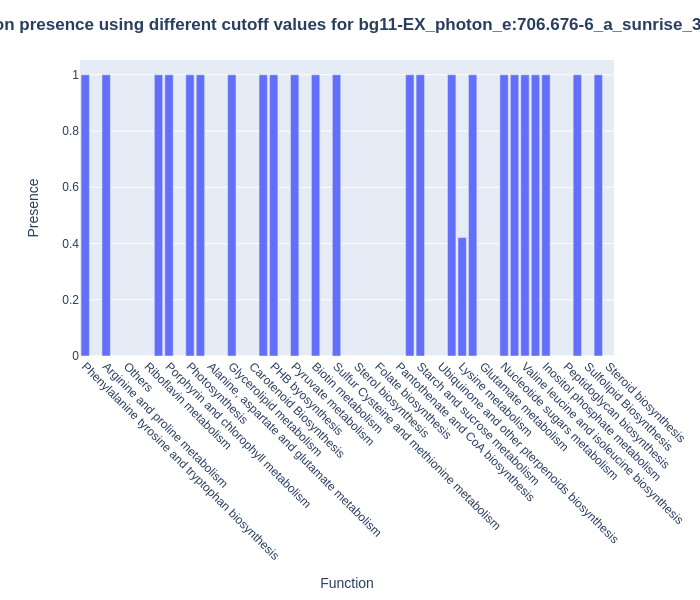 on presence using different cutoff values for bg11-EX_photon_e:706.676-6_a_sunrise_3
1
0.8
0.6
0.4
0.2
0
Presence
Phenylalanine tyrosine and tryptophan biosynthesis
Arginine and proline metabolism
Others
Riboflavin metabolism
Porphyrin and chlorophyll metabolism
Photosynthesis
Alanine, aspartate and glutamate metabolism
Glycerolipid metabolism
Carotenoid Biosynthesis
PHB byosynthesis
Pyruvate metabolism
Biotin metabolism
Sulfur Cysteine and methionine metabolism
Sterol biosynthesis
Folate biosynthesis
Pantothenate and CoA biosynthesis
Starch and sucrose metabolism
Ubiquinone and other pterpenoids biosynthesis
Lysine metabolism
Glutamate metabolism
Nucleotide sugars metabolism
Valine leucine and isoleucine biosynthesis
Inositol phosphate metabolism
Peptidoglycan biosynthesis
Sulfolipid Biosynthesis
Steroid biosynthesis
Function